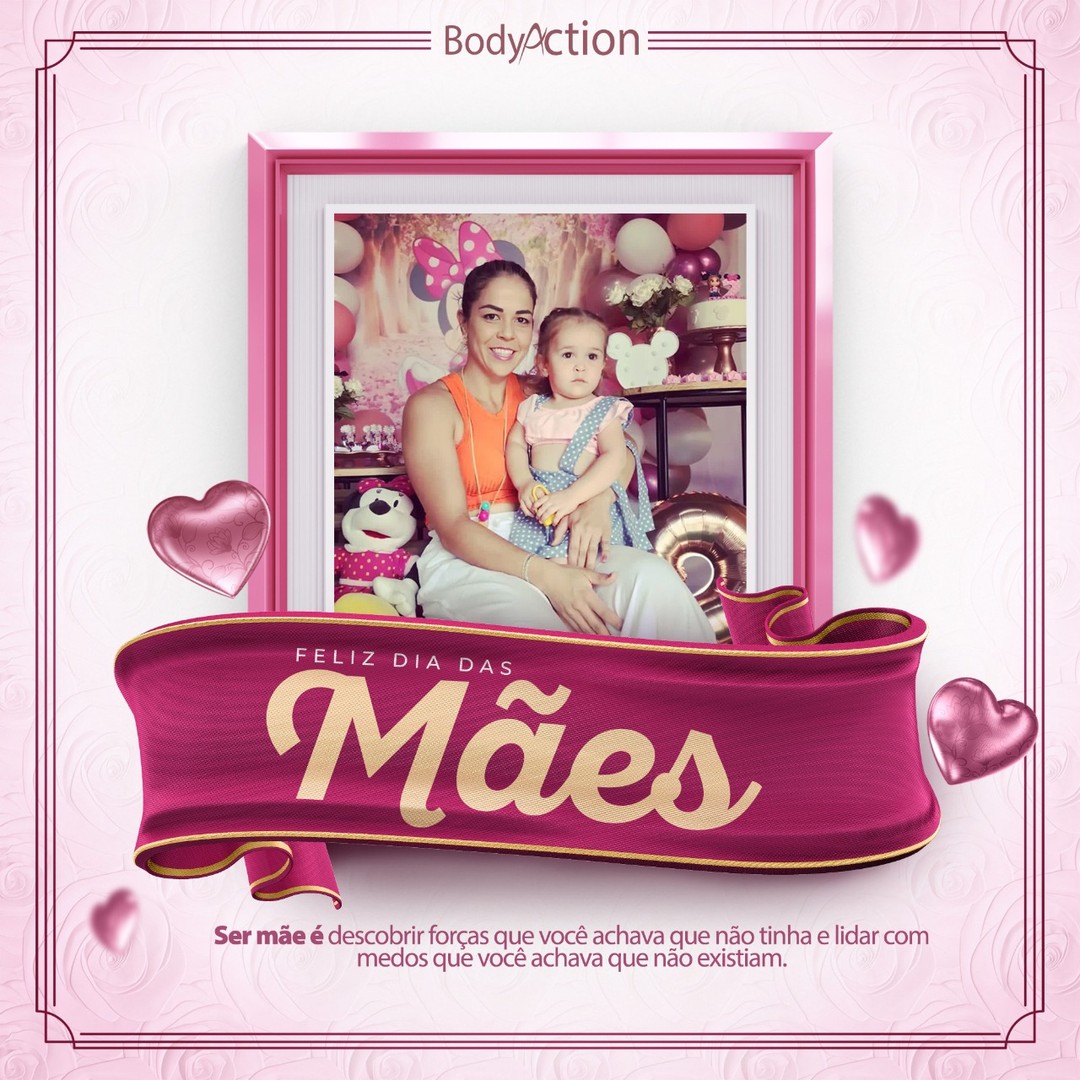 BodyAction
FELIZ DIA DAS
Mães
Ser mãe é descobrir forças que você achava que não tinha e lidar com
medos que você achava que não existiam.